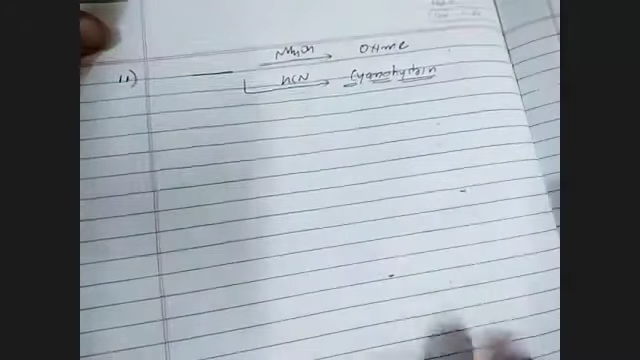 NH₂OH → Oxime
11) ——— HCN → Cyanohydrin